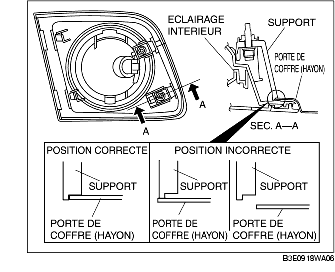 ECLAIRAGE
INTERIEUR
SUPPORT
PORTE DE
COFFRE (HAYON)
A
A
SEC. A—A
POSITION CORRECTE
POSITION INCORRECTE
SUPPORT
SUPPORT
SUPPORT
PORTE DE
COFFRE (HAYON)
PORTE DE
COFFRE (HAYON)
PORTE DE
COFFRE (HAYON)
B3E0918WA06